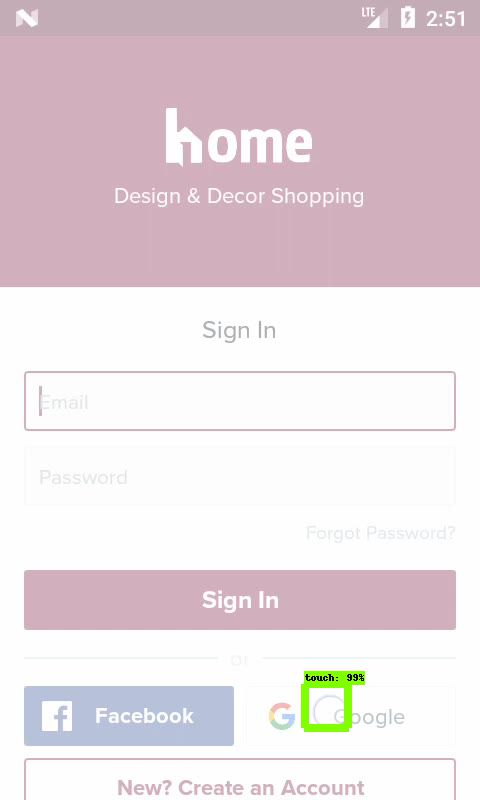 LTE
2:51
home
Design & Decor Shopping
Sign In
Email
Password
Forgot Password?
Sign In
or
touch: 99%
Facebook
Google
New? Create an Account